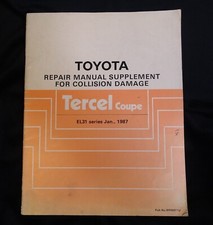 TOYOTA
REPAIR MANUAL SUPPLEMENT
FOR COLLISION DAMAGE
Tercel Coupe
EL31 series Jan., 1987